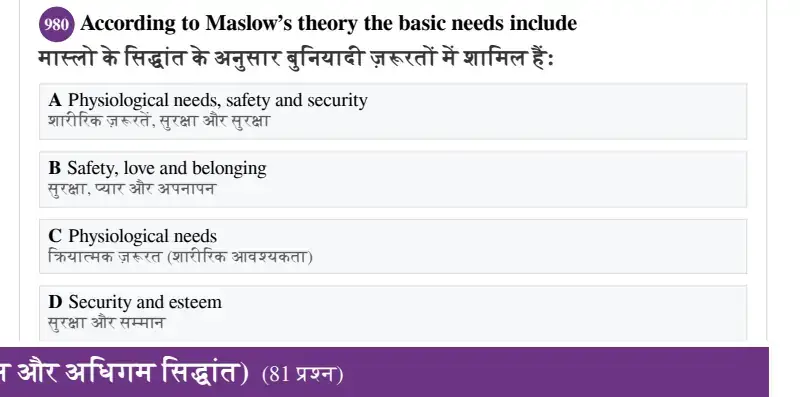 980 According to Maslow’s theory the basic needs include
मास्लो के सिद्धांत के अनुसार बुनियादी ज़रूरतों में शामिल हैं:
A Physiological needs, safety and security
शारीरिक ज़रूरतें, सुरक्षा और सुरक्षा
B Safety, love and belonging
सुरक्षा, प्यार और अपनापन
C Physiological needs
क्रियात्मक ज़रूरत (शारीरिक आवश्यकता)
D Security and esteem
सुरक्षा और सम्मान
और अधिगम सिद्धांत) (81 प्रश्न)